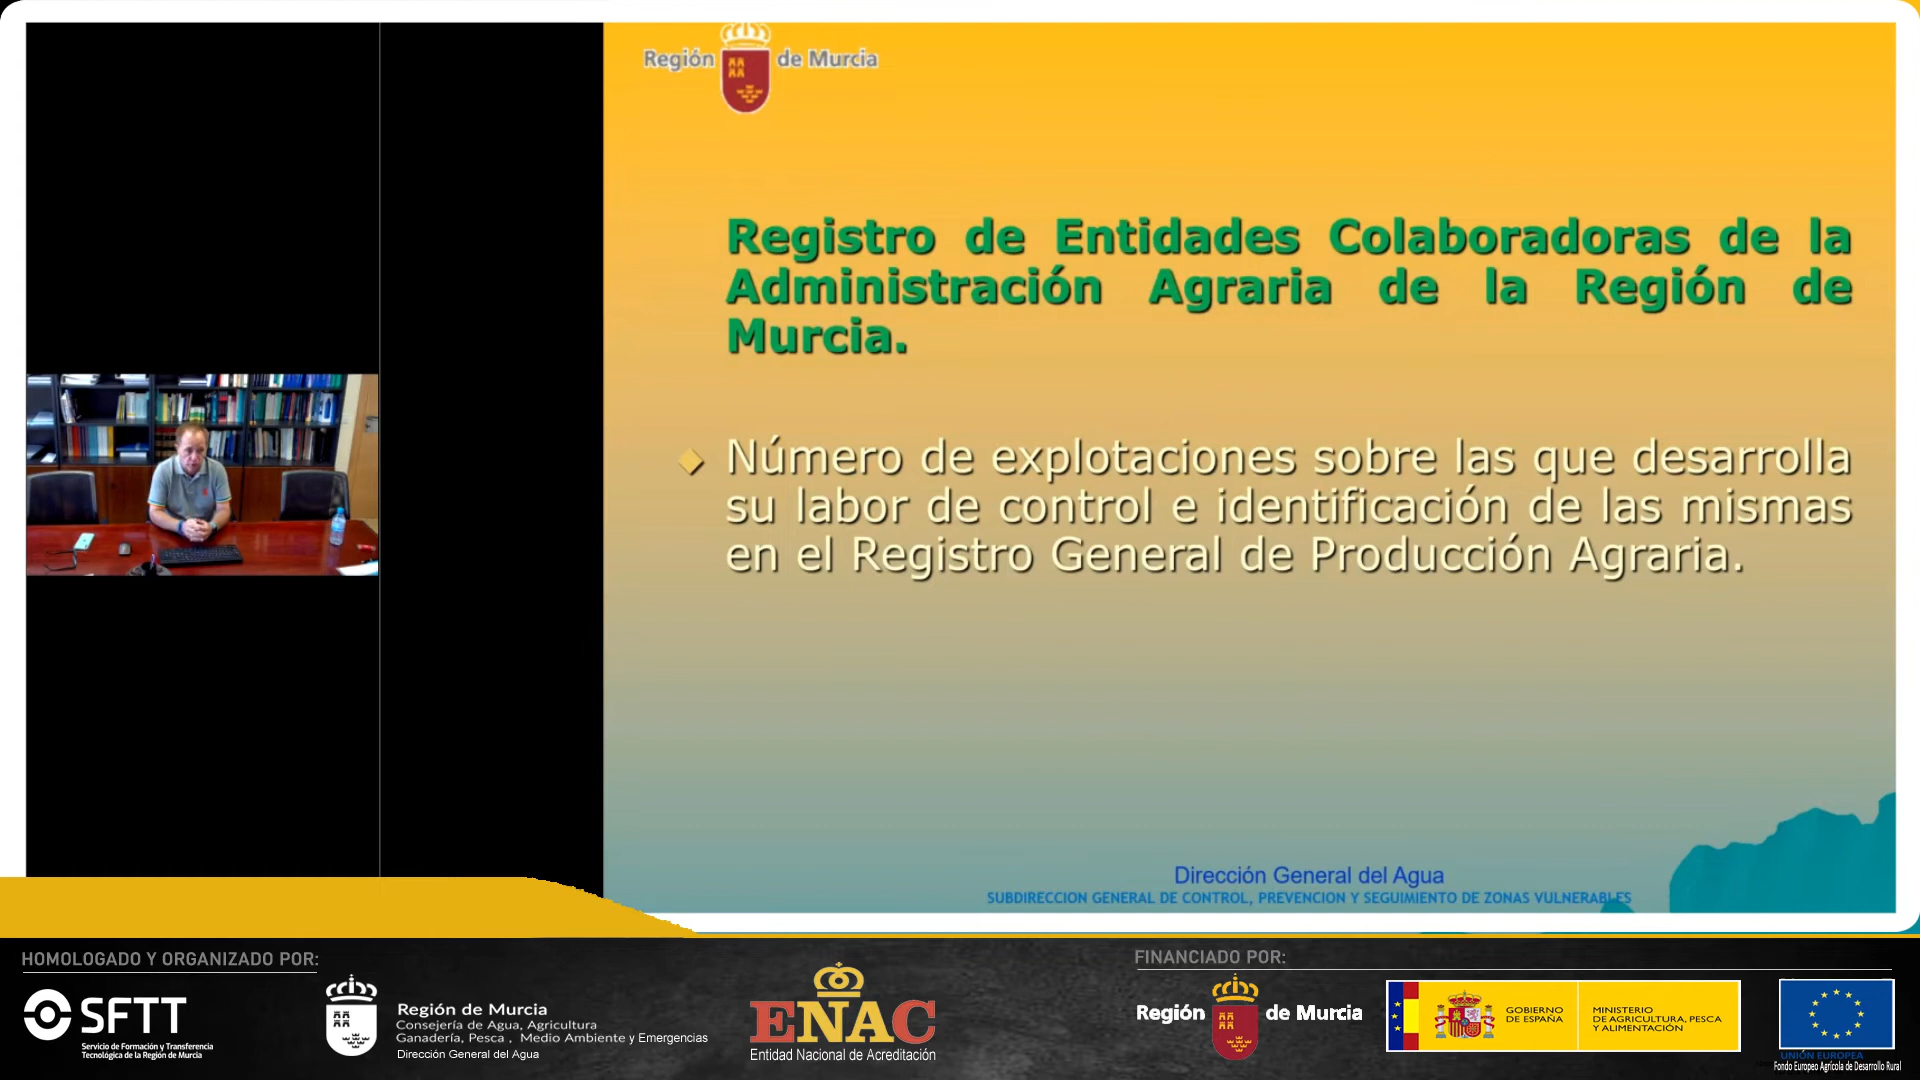 Región de Murcia
Registro de Entidades Colaboradoras de la
Administración Agraria de la Región de
Murcia.
Número de explotaciones sobre las que desarrolla
su labor de control e identificación de las mismas
en el Registro General de Producción Agraria.
Dirección General del Agua
SUBDIRECCION GENERAL DE CONTROL, PREVENCION Y SEGUIMIENTO DE ZONAS VULNERABLES
HOMOLOGADO Y ORGANIZADO POR:
SFTT
Servicio de Formación y Transferencia
Tecnológica de la Región de Murcia
Región de Murcia
Consejería de Agua, Agricultura
Ganadería, Pesca , Medio Ambiente y Emergencias
Dirección General del Agua
ENAC
Entidad Nacional de Acreditación
FINANCIADO POR:
Región de Murcia
GOBIERNO
DE ESPAÑA
MINISTERIO
DE AGRICULTURA, PESCA
Y ALIMENTACIÓN
UNIÓN EUROPEA
Fondo Europeo Agrícola de Desarrollo Rural